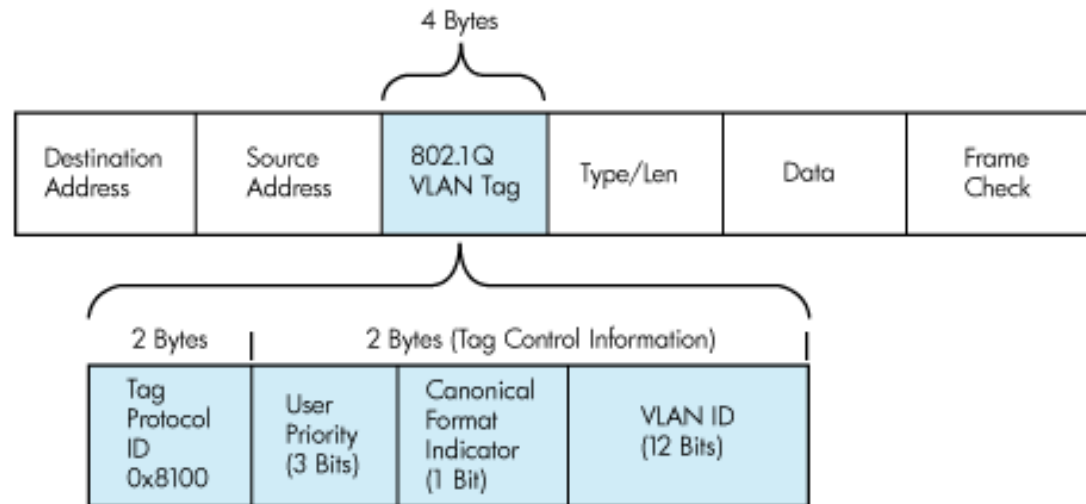 4 Bytes
Destination
Address
Source
Address
802.1Q
VLAN Tag
Type/Len
Data
Frame
Check
2 Bytes
2 Bytes (Tag Control Information)
Tag
Protocol
ID
0x8100
User
Priority
(3 Bits)
Canonical
Format
Indicator
(1 Bit)
VLAN ID
(12 Bits)